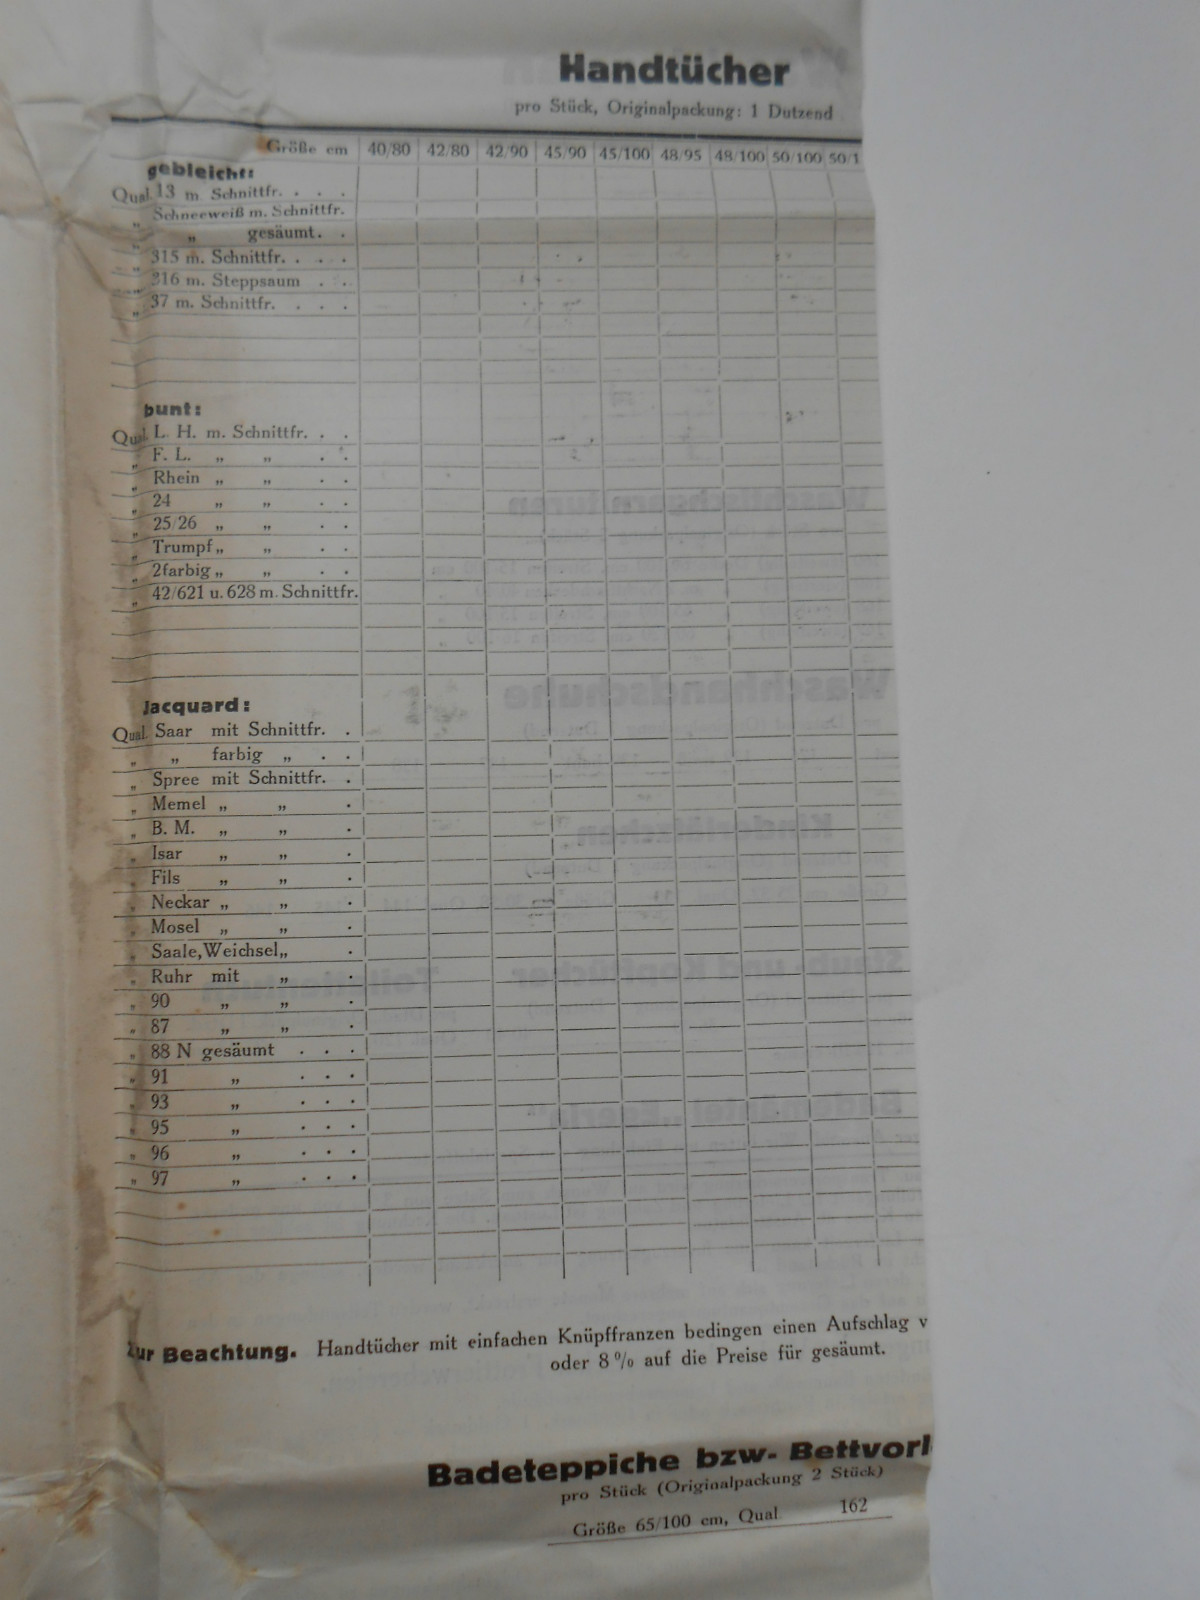 Handtücher
pro Stück, Originalpackung: 1 Dutzend
Größe cm 40/80 42/80 42/90 45/90 45/100 48/95 48/100 50/100 50/1
gebleicht:
Qual. 13 m. Schnittfr. . . .
„ Schneeweiß m. Schnittfr.
„ „ gesäumt. .
„ 315 m. Schnittfr. . . .
„ 316 m. Steppsaum . .
„ 37 m. Schnittfr. . . .
bunt:
Qual. L. H. m. Schnittfr. . .
„ F. L. „ „ . .
„ Rhein „ „ . .
„ 24 „ „ . .
„ 25/26 „ „ . .
„ Trumpf „ „ . .
„ 2farbig „ „ . .
„ 42/621 u. 628 m. Schnittfr.
Jacquard:
Qual. Saar mit Schnittfr. .
„ „ farbig „ . .
„ Spree mit Schnittfr. .
„ Memel „ „ .
„ B. M. „ „ .
„ Isar „ „ .
„ Fils „ „ .
„ Neckar „ „ .
„ Mosel „ „ .
„ Saale, Weichsel „ .
„ Ruhr mit „ .
„ 90 „ „ .
„ 87 „ „ .
„ 88 N gesäumt . . .
„ 91 „ . . .
„ 93 „ . . .
„ 95 „ . . .
„ 96 „ . . .
„ 97 „ . . .
Zur Beachtung. Handtücher mit einfachen Knüpffranzen bedingen einen Aufschlag v
oder 8 % auf die Preise für gesäumt.
Badeteppiche bzw- Bettvorl
pro Stück (Originalpackung 2 Stück)
Größe 65/100 cm, Qual 162